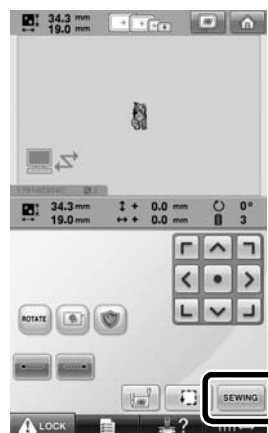 34.3 mm
19.0 mm
34.3 mm ↕ + 0.0 mm 0°
19.0 mm ↔ + 0.0 mm 3
ROTATE
SEWING
LOCK ?